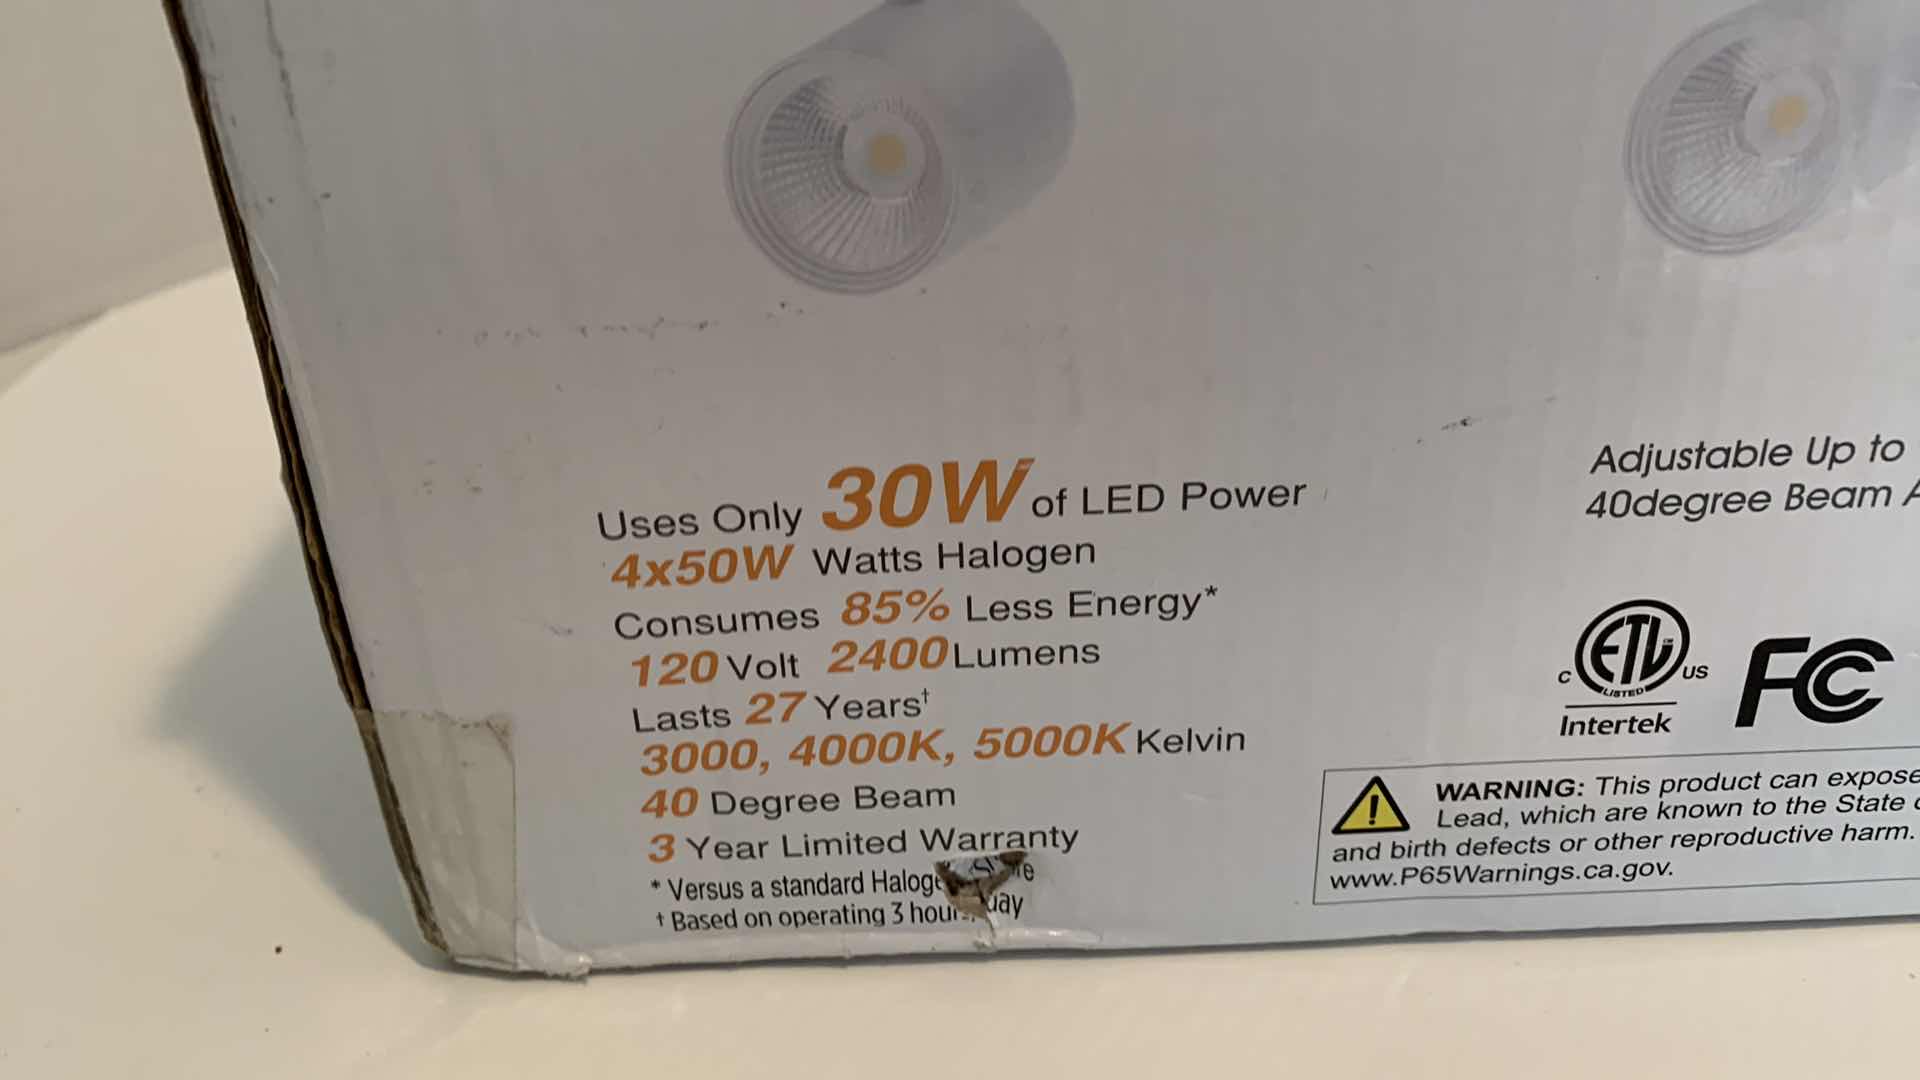 Uses Only 30W of LED Power
4x50W Watts Halogen
Consumes 85% Less Energy*
120 Volt 2400 Lumens
Lasts 27 Years†
3000, 4000K, 5000K Kelvin
40 Degree Beam
3 Year Limited Warranty
* Versus a standard
† Based on operating 3
Adjustable Up to
40degree Beam
ETL
CM
LISTED
C US
Intertek
FC
WARNING: This product can expose
Lead, which are known to the State
and birth defects or other reproductive harm.
www.P65Warnings.ca.gov.